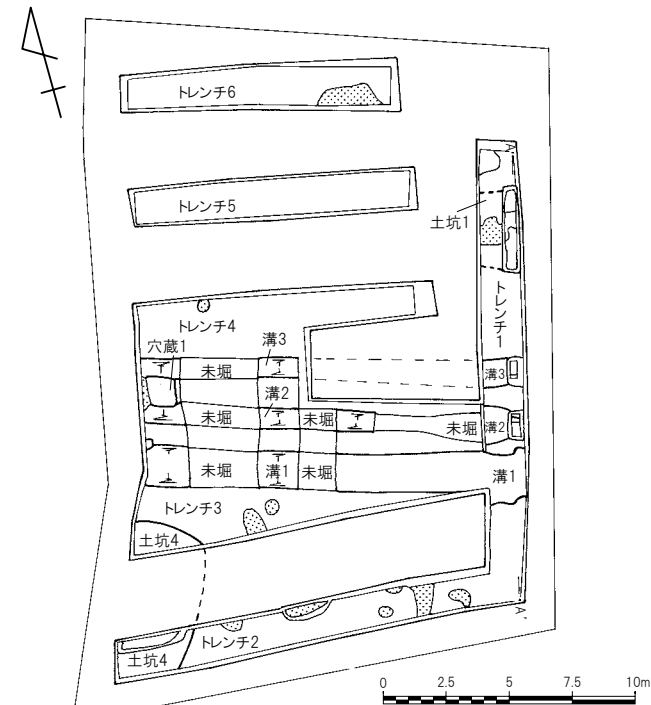 トレンチ6
トレンチ5
土坑1
トレンチ1
トレンチ4
溝3
穴蔵1
未堀
溝3
溝2
未堀
未堀
未堀
溝2
未堀
溝1
未堀
溝1
トレンチ3
土坑4
トレンチ2
土坑4
A'
0 2.5 5 7.5 10m